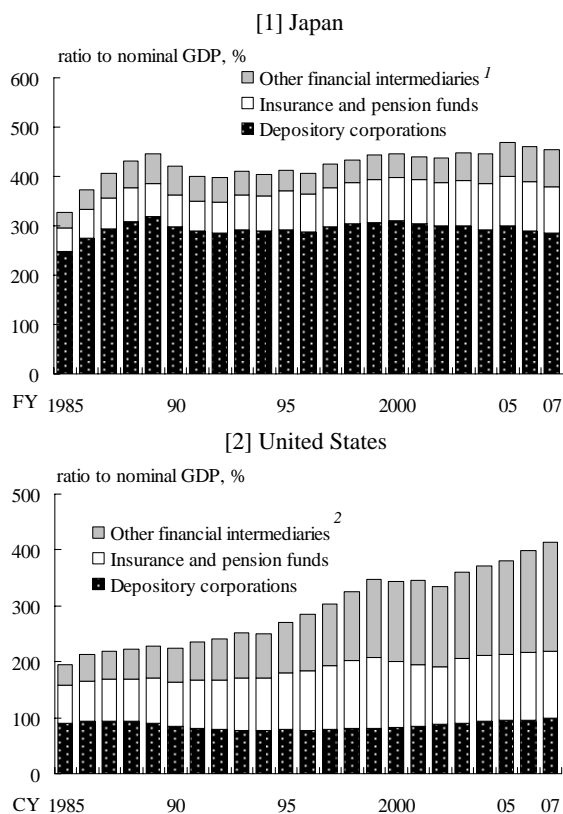 [1] Japan
ratio to nominal GDP, %
600
Other financial intermediaries 1
500
Insurance and pension funds
Depository corporations
400
300
200
100
0
FY 1985 90 95 2000 05 07
[2] United States
ratio to nominal GDP, %
500
Other financial intermediaries 2
400
Insurance and pension funds
Depository corporations
300
200
100
0
CY 1985 90 95 2000 05 07